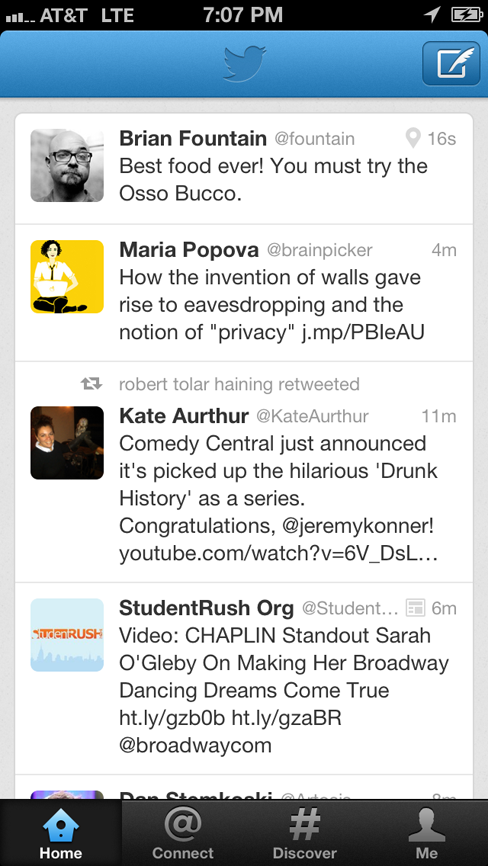 AT&T LTE 7:07 PM
Brian Fountain @fountain 16s
Best food ever! You must try the
Osso Bucco.
Maria Popova @brainpicker 4m
How the invention of walls gave
rise to eavesdropping and the
notion of "privacy" j.mp/PBIeAU
robert tolar haining retweeted
Kate Aurthur @KateAurthur 11m
Comedy Central just announced
it's picked up the hilarious 'Drunk
History' as a series.
Congratulations, @jeremykonner!
youtube.com/watch?v=6V_DsL...
StudentRush Org @Student... 6m
StudentRUSH
Video: CHAPLIN Standout Sarah
O'Gleby On Making Her Broadway
Dancing Dreams Come True
ht.ly/gzb0b ht.ly/gzaBR
@broadwaycom
Home Connect Discover Me